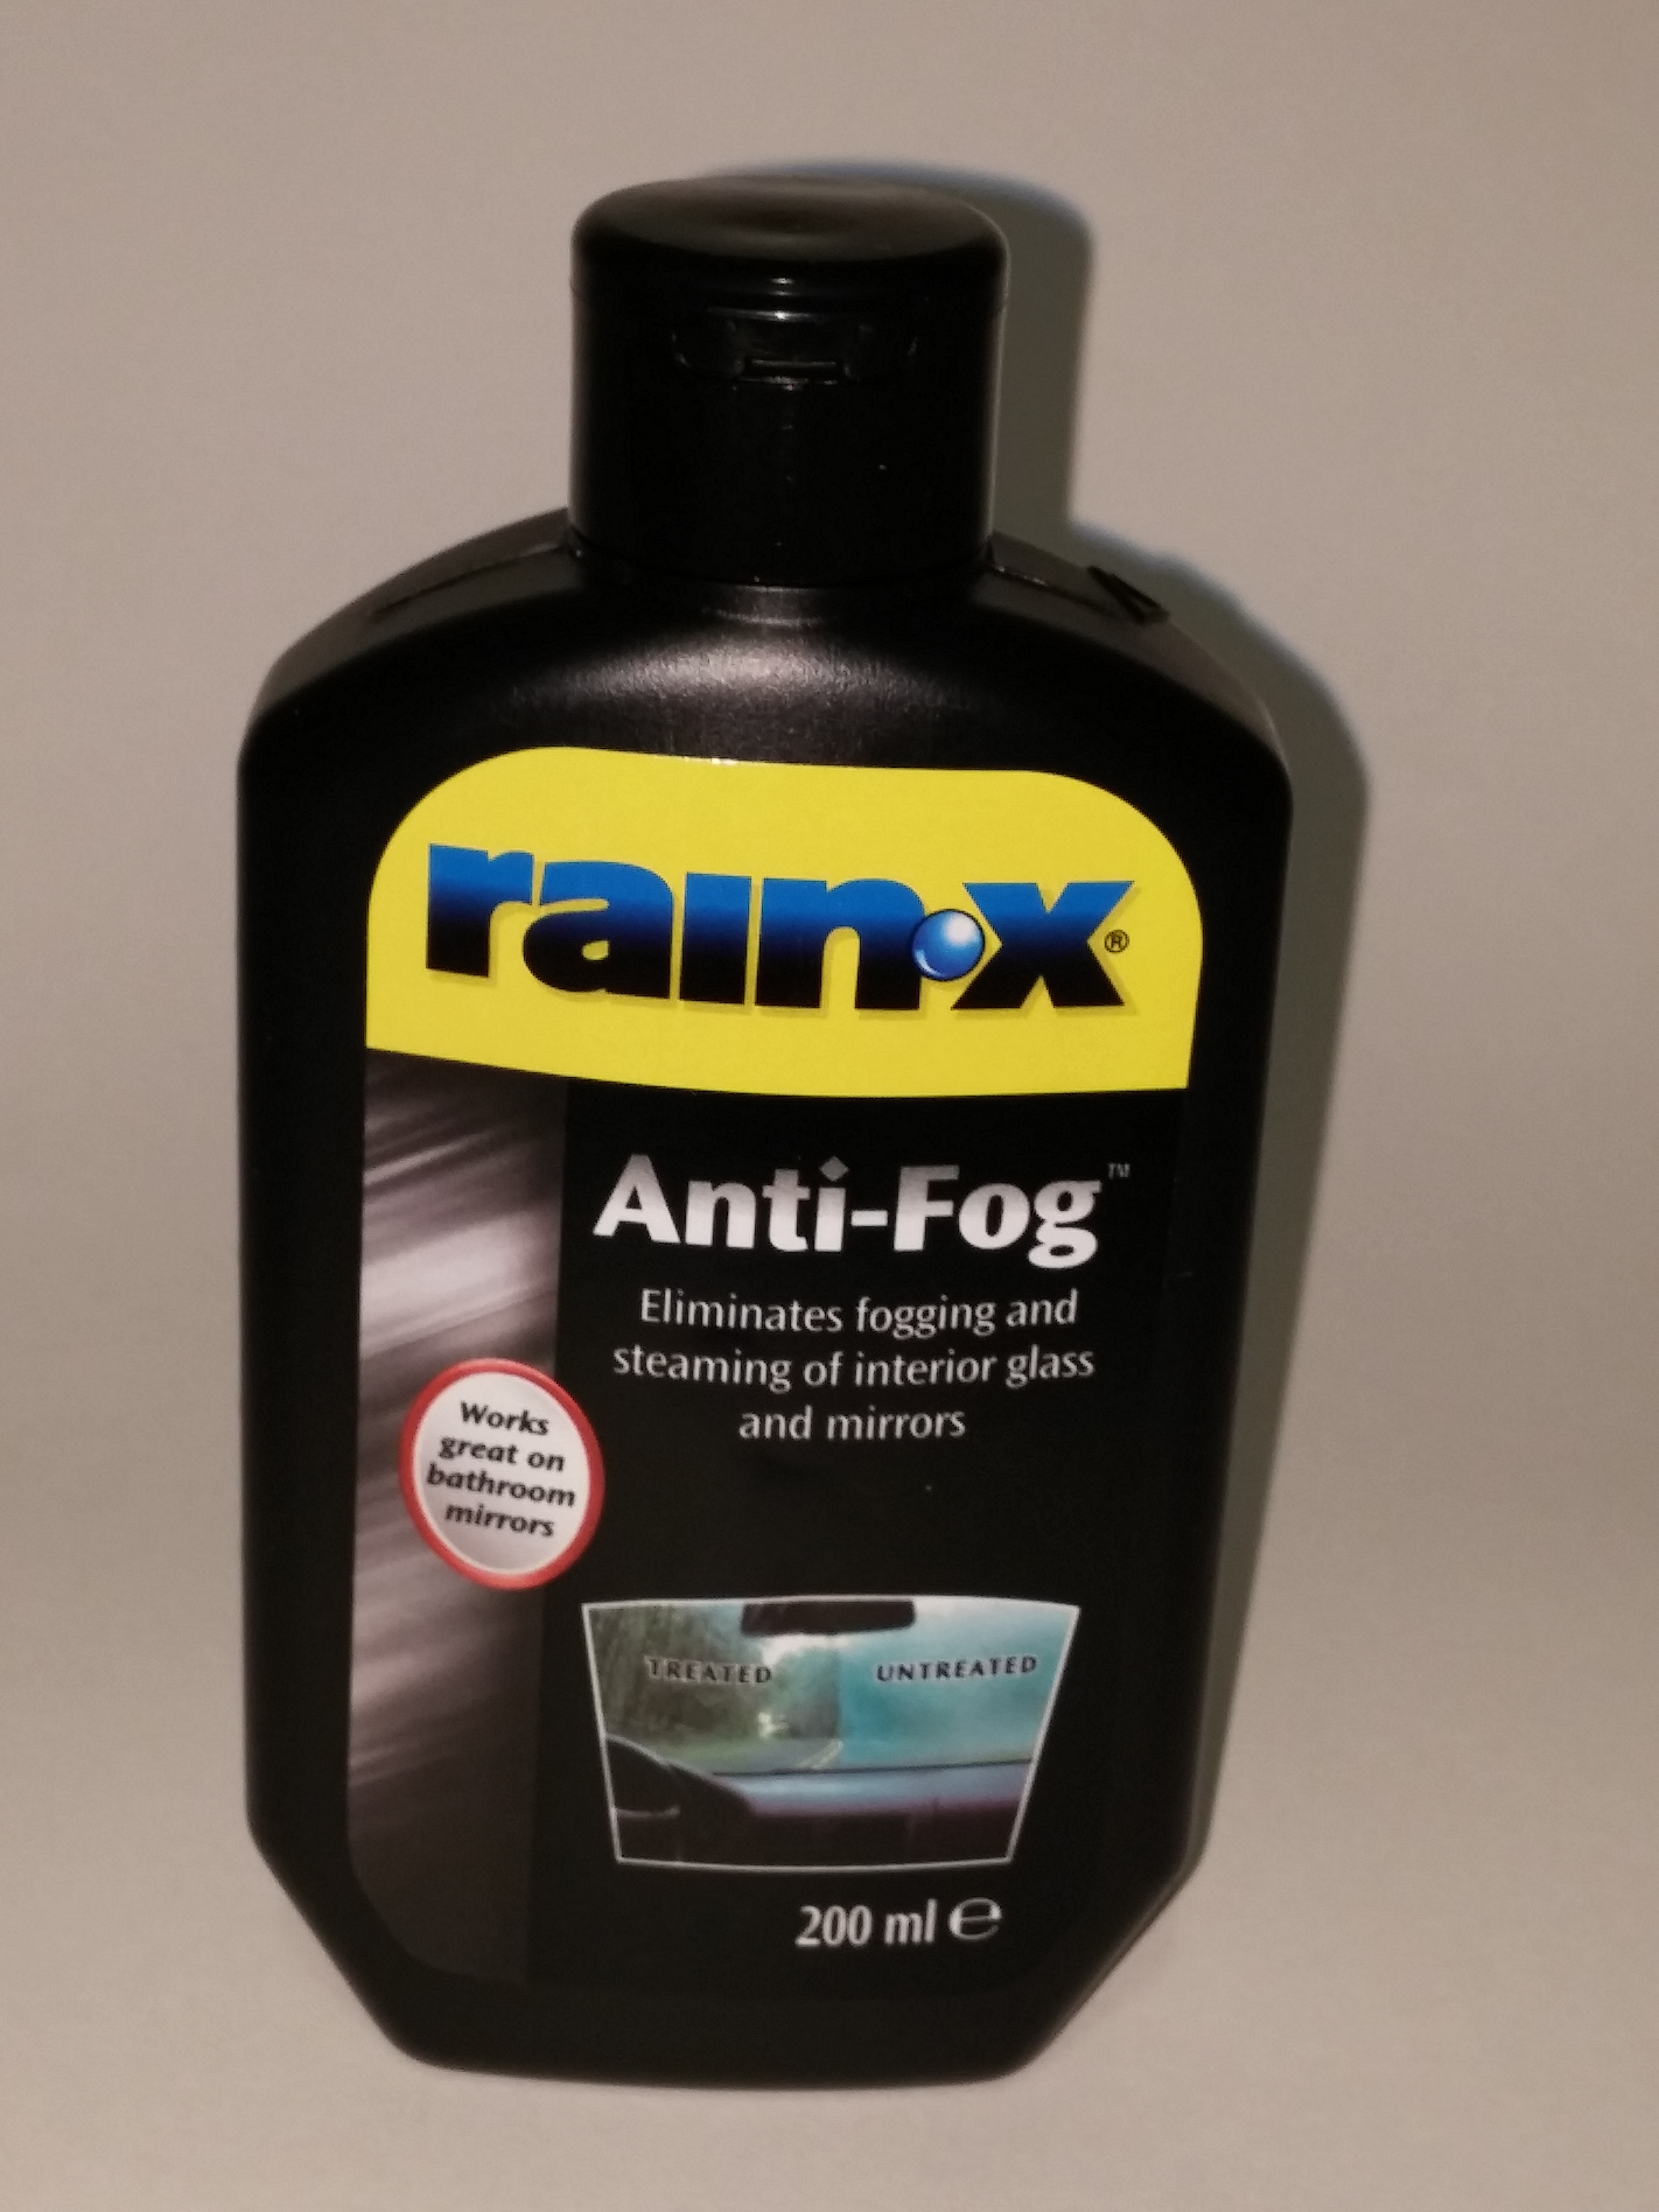 rain·x®
Anti-Fog™
Eliminates fogging and
steaming of interior glass
and mirrors
Works
great on
bathroom
mirrors
TREATED UNTREATED
200 ml ℮